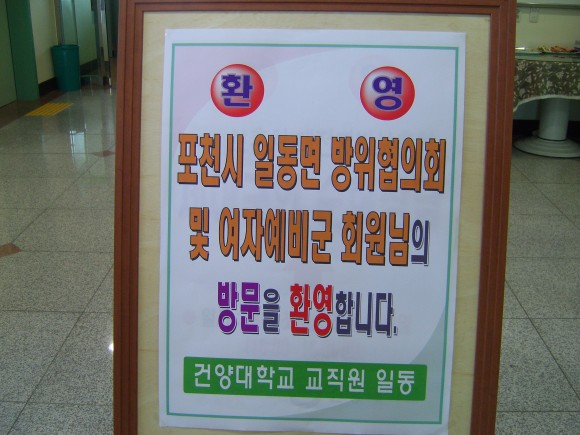 환 영
포천시 일동면 방위협의회
및 여자예비군 회원님의
방문을 환영합니다.
건양대학교 교직원 일동